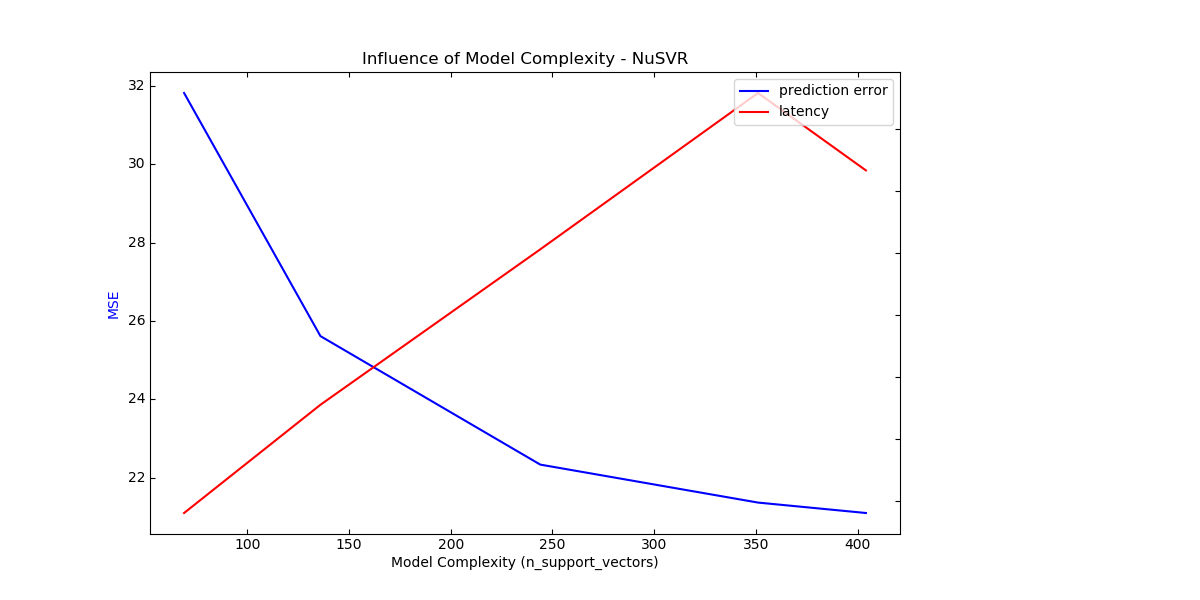 Influence of Model Complexity - NuSVR
prediction error
latency
32
30
28
26
24
22
MSE
100 150 200 250 300 350 400
Model Complexity (n_support_vectors)